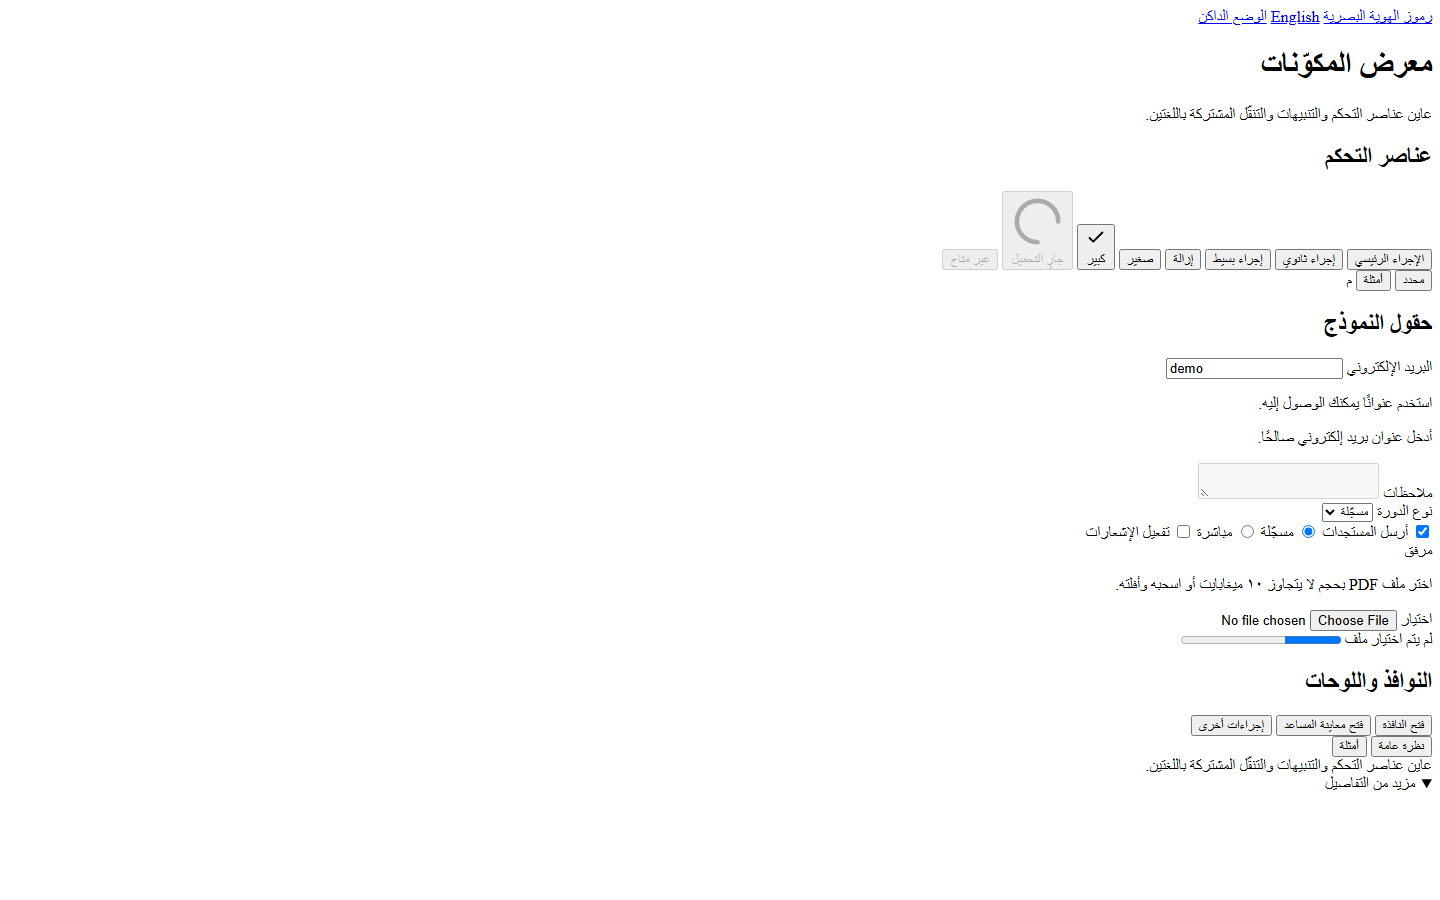 رموز الهوية البصرية English الوضع الداكن
معرض المكوّنات
عاين عناصر التحكم والتنبيهات والتنقّل المشتركة باللغتين.
عناصر التحكم
الإجراء الرئيسي إجراء ثانوي إجراء بسيط إزالة صغير كبير جارٍ التحميل غير متاح
محدد أمثلة م
حقول النموذج
البريد الإلكتروني demo
استخدم عنوانًا يمكنك الوصول إليه.
أدخل عنوان بريد إلكتروني صالحًا.
ملاحظات
نوع الدورة مسجّلة
أرسل المستجدات مسجّلة مباشرة تفعيل الإشعارات
مرفق
اختر ملف PDF بحجم لا يتجاوز ١٠ ميغابايت أو اسحبه وأفلته.
اختيار Choose File No file chosen
لم يتم اختيار ملف
النوافذ واللوحات
فتح النافذة فتح معاينة المساعد إجراءات أخرى
نظرة عامة أمثلة
عاين عناصر التحكم والتنبيهات والتنقّل المشتركة باللغتين.
مزيد من التفاصيل